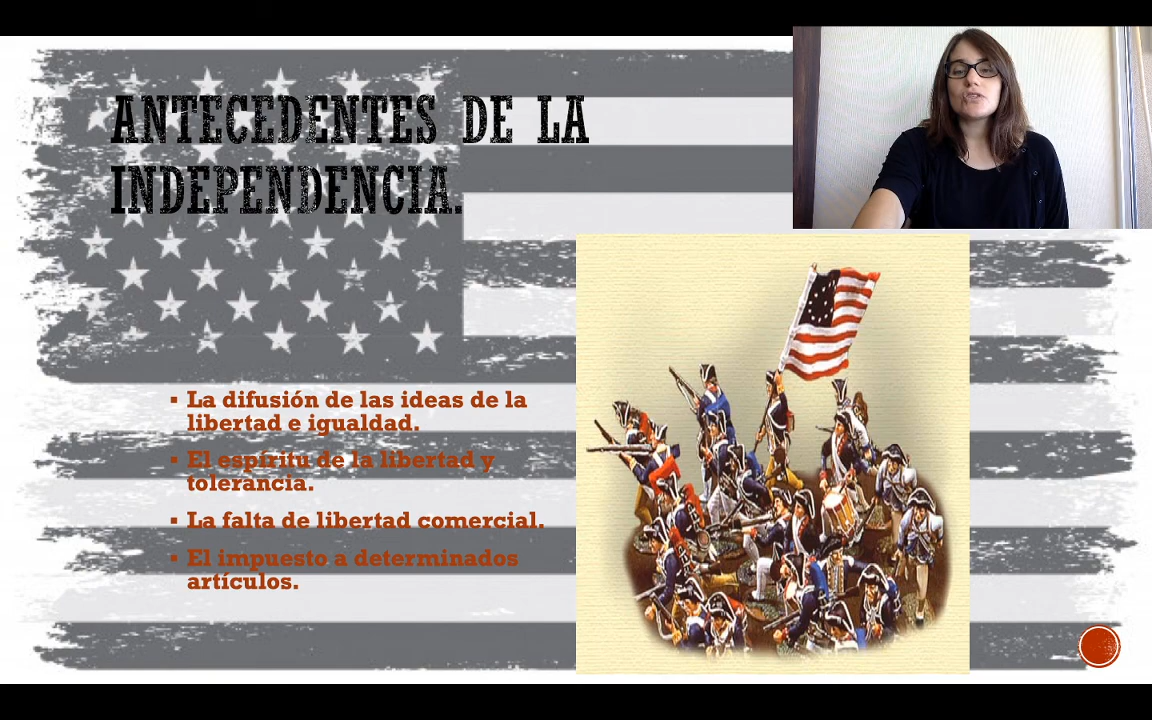 ANTECEDENTES DE LA
INDEPENDENCIA.
▪ La difusión de las ideas de la
libertad e igualdad.
▪ El espíritu de la libertad y
tolerancia.
▪ La falta de libertad comercial.
▪ El impuesto a determinados
artículos.